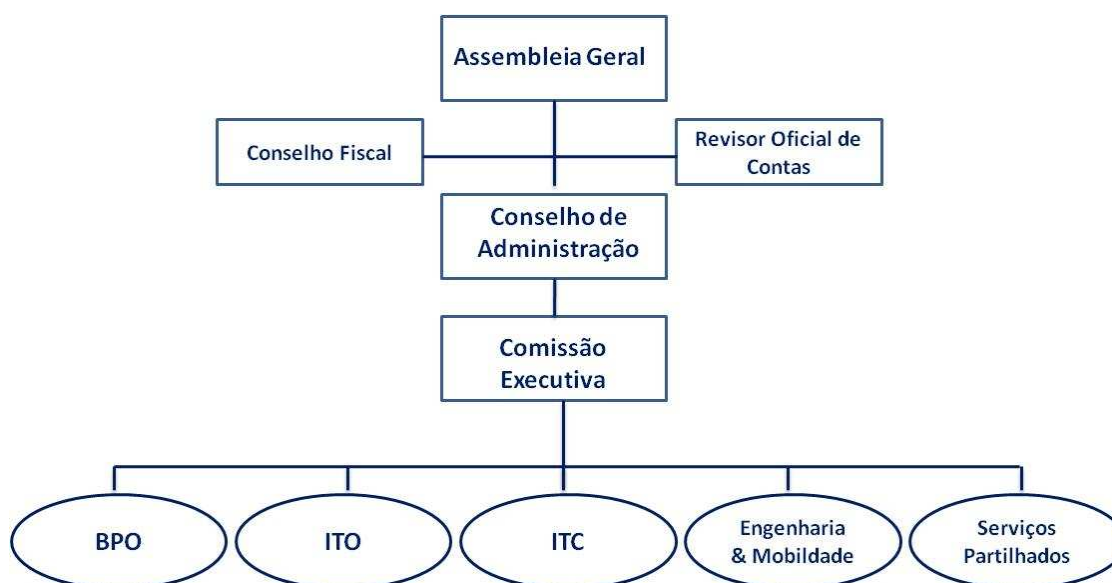 Assembleia Geral
Conselho Fiscal
Revisor Oficial de
Contas
Conselho de
Administração
Comissão
Executiva
BPO
ITO
ITC
Engenharia
& Mobildade
Serviços
Partilhados